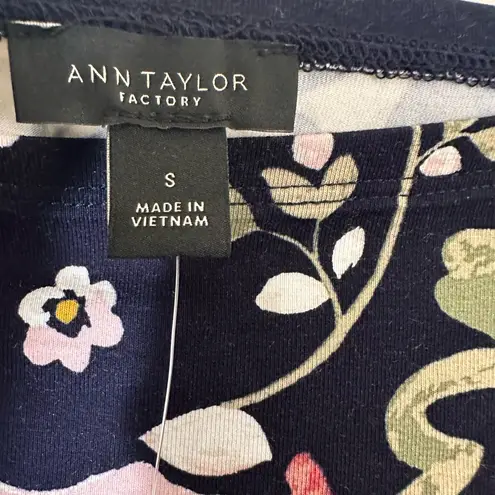 ANN TAYLOR
FACTORY
S
MADE IN
VIETNAM